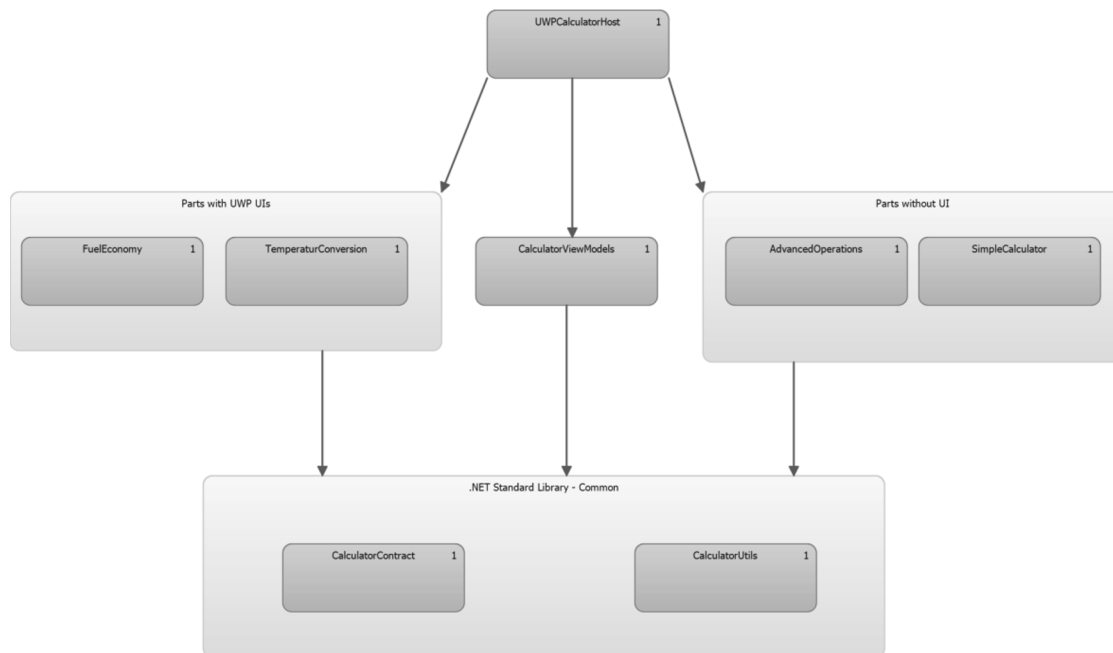 UWPCalculatorHost 1
Parts with UWP UIs
Parts without UI
FuelEconomy 1
TemperaturConversion 1
CalculatorViewModels 1
AdvancedOperations 1
SimpleCalculator 1
.NET Standard Library - Common
CalculatorContract 1
CalculatorUtils 1